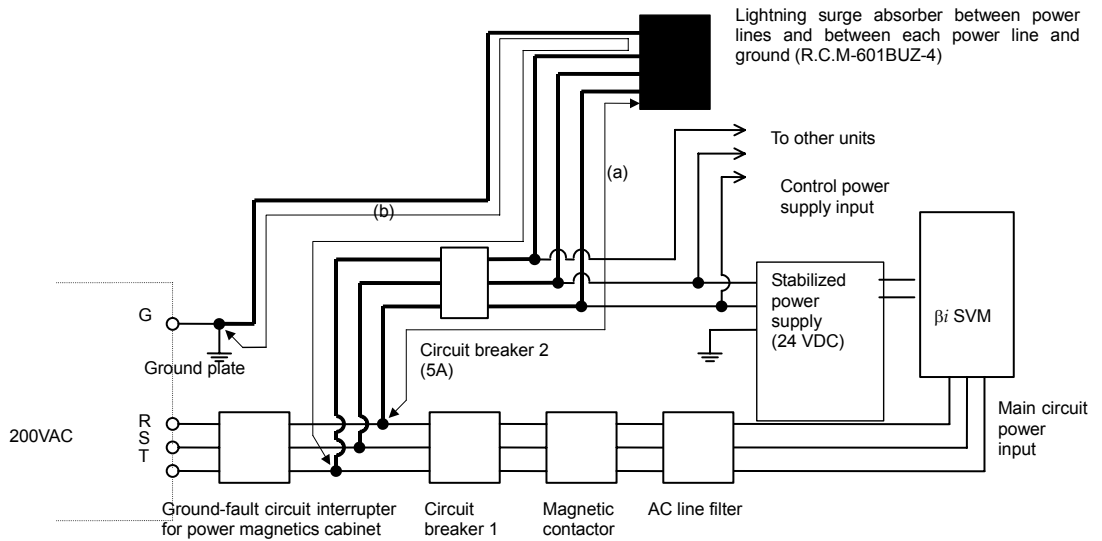 Lightning surge absorber between power
lines and between each power line and
ground (R.C.M-601BUZ-4)
To other units
(a)
Control power
supply input
(b)
Stabilized
power
supply
(24 VDC)
βi SVM
G
Ground plate
Circuit breaker 2
(5A)
200VAC
R
S
T
Main circuit
power
input
Ground-fault circuit interrupter
for power magnetics cabinet
Circuit
breaker 1
Magnetic
contactor
AC line filter